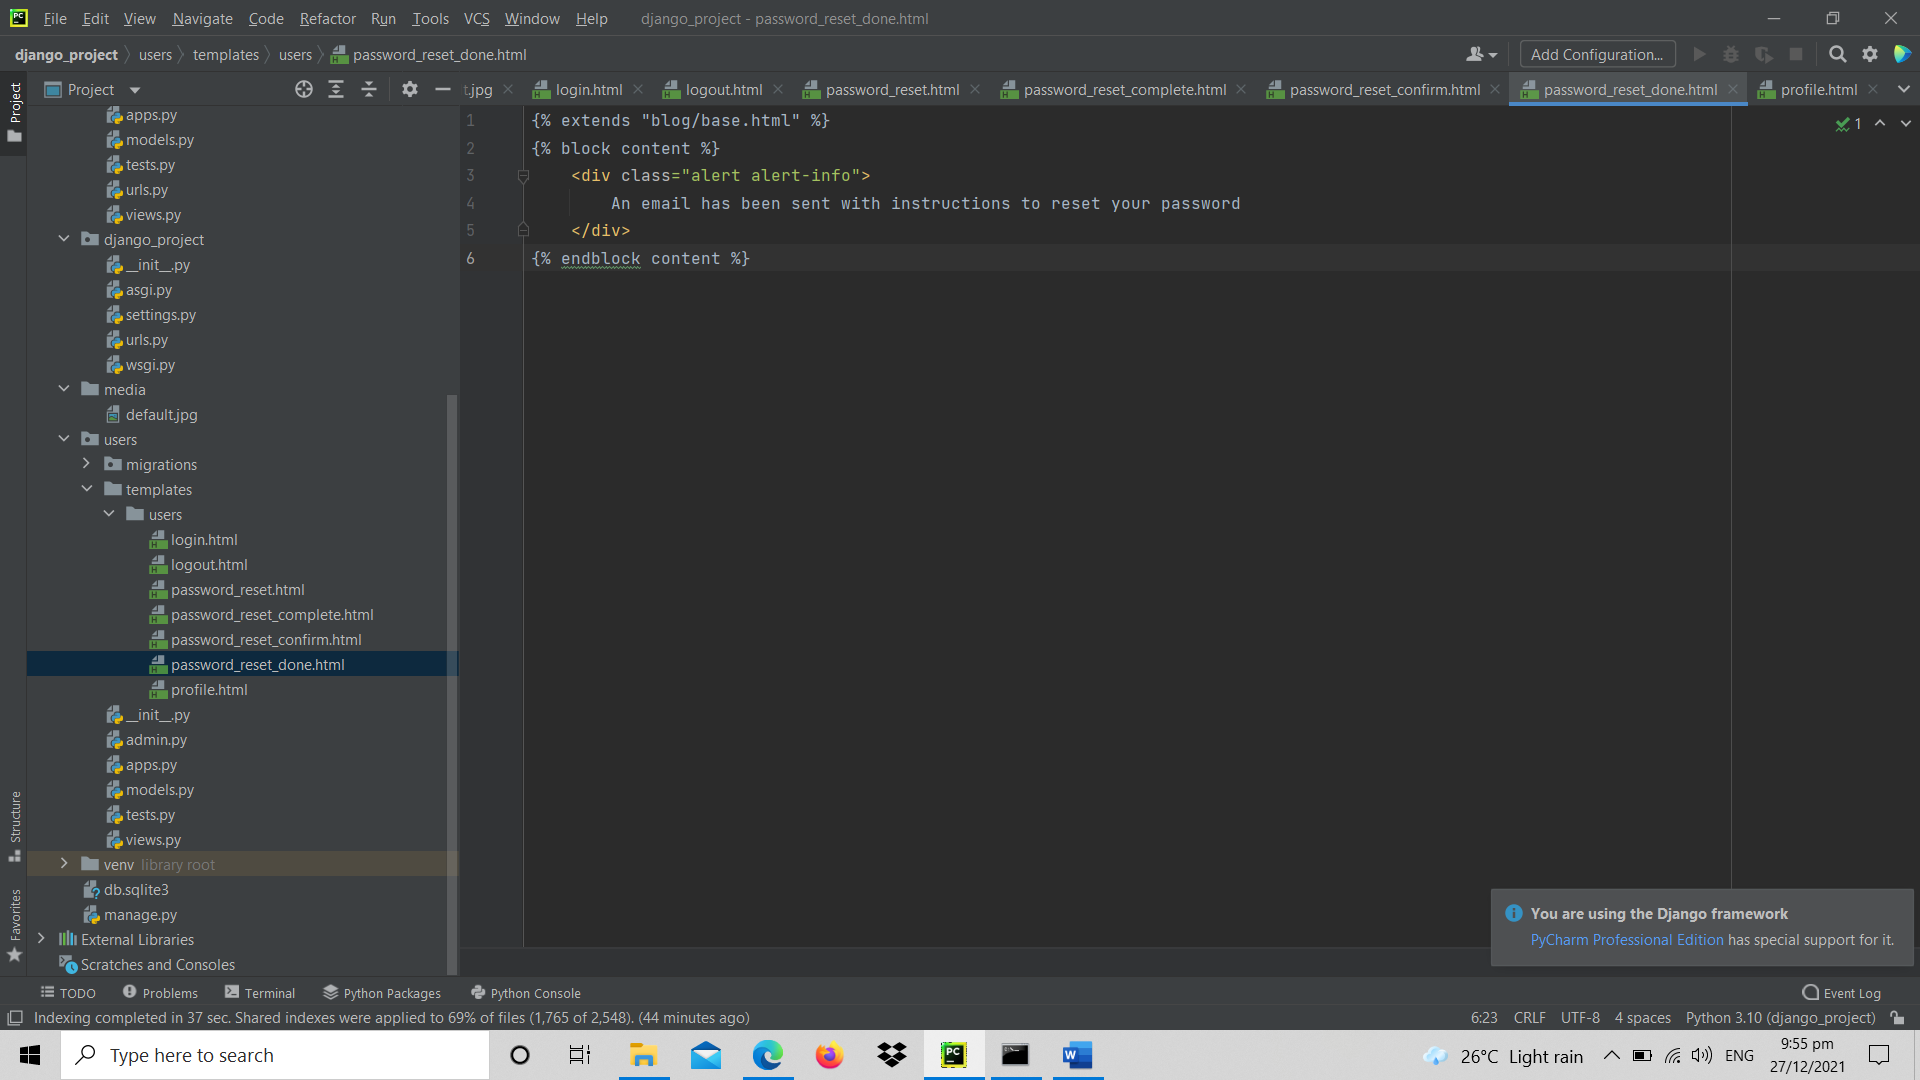 PC File Edit View Navigate Code Refactor Run Tools VCS Window Help django_project - password_reset_done.html
django_project users templates users password_reset_done.html Add Configuration...
Project t.jpg login.html logout.html password_reset.html password_reset_complete.html password_reset_confirm.html password_reset_done.html profile.html
Project
Structure
Favorites
apps.py
models.py
tests.py
urls.py
views.py
django_project
__init__.py
asgi.py
settings.py
urls.py
wsgi.py
media
default.jpg
users
migrations
templates
users
login.html
logout.html
password_reset.html
password_reset_complete.html
password_reset_confirm.html
password_reset_done.html
profile.html
__init__.py
admin.py
apps.py
models.py
tests.py
views.py
venv library root
db.sqlite3
manage.py
External Libraries
Scratches and Consoles
1 {% extends "blog/base.html" %}
2 {% block content %}
3 <div class="alert alert-info">
4 An email has been sent with instructions to reset your password
5 </div>
6 {% endblock content %}
1
You are using the Django framework
PyCharm Professional Edition has special support for it.
TODO Problems Terminal Python Packages Python Console Event Log
Indexing completed in 37 sec. Shared indexes were applied to 69% of files (1,765 of 2,548). (44 minutes ago) 6:23 CRLF UTF-8 4 spaces Python 3.10 (django_project)
Type here to search PC W 26°C Light rain ENG 9:55 pm
27/12/2021